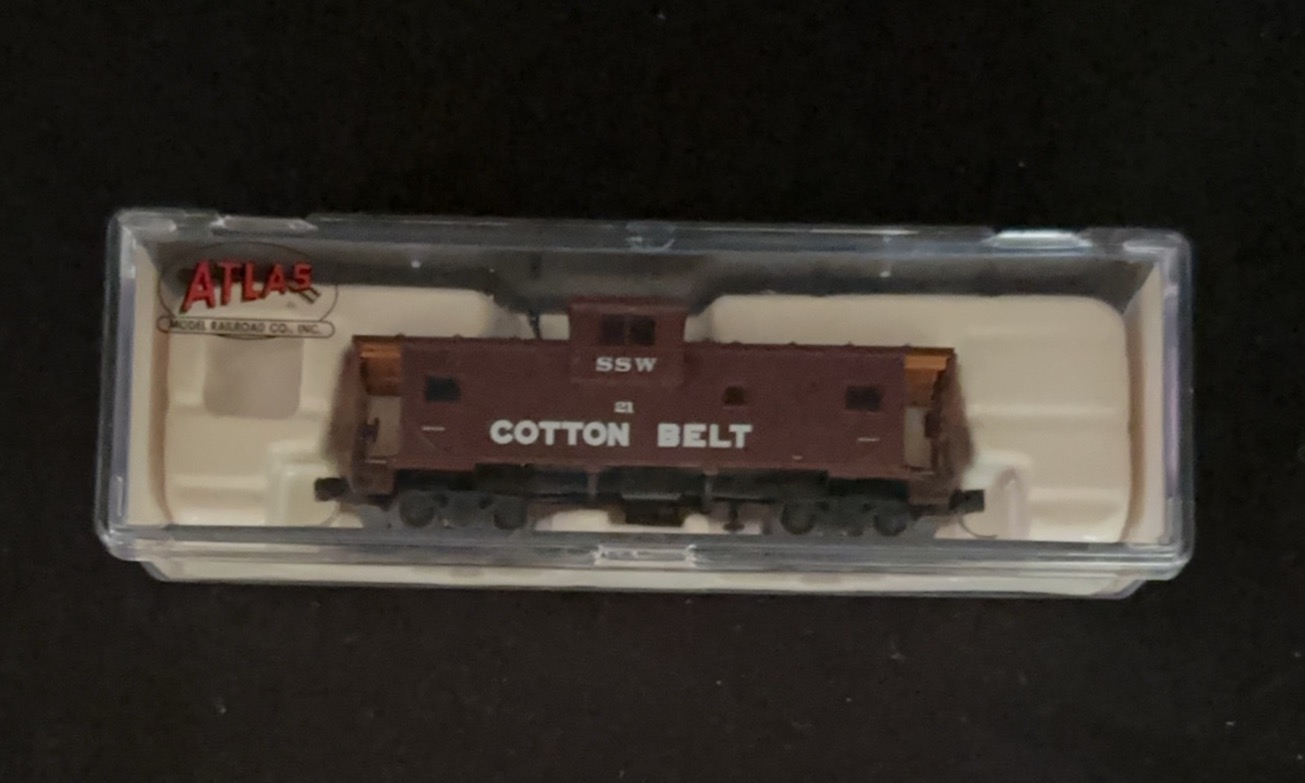 ATLAS
MODEL RAILROAD CO., INC.
SSW
21
COTTON BELT